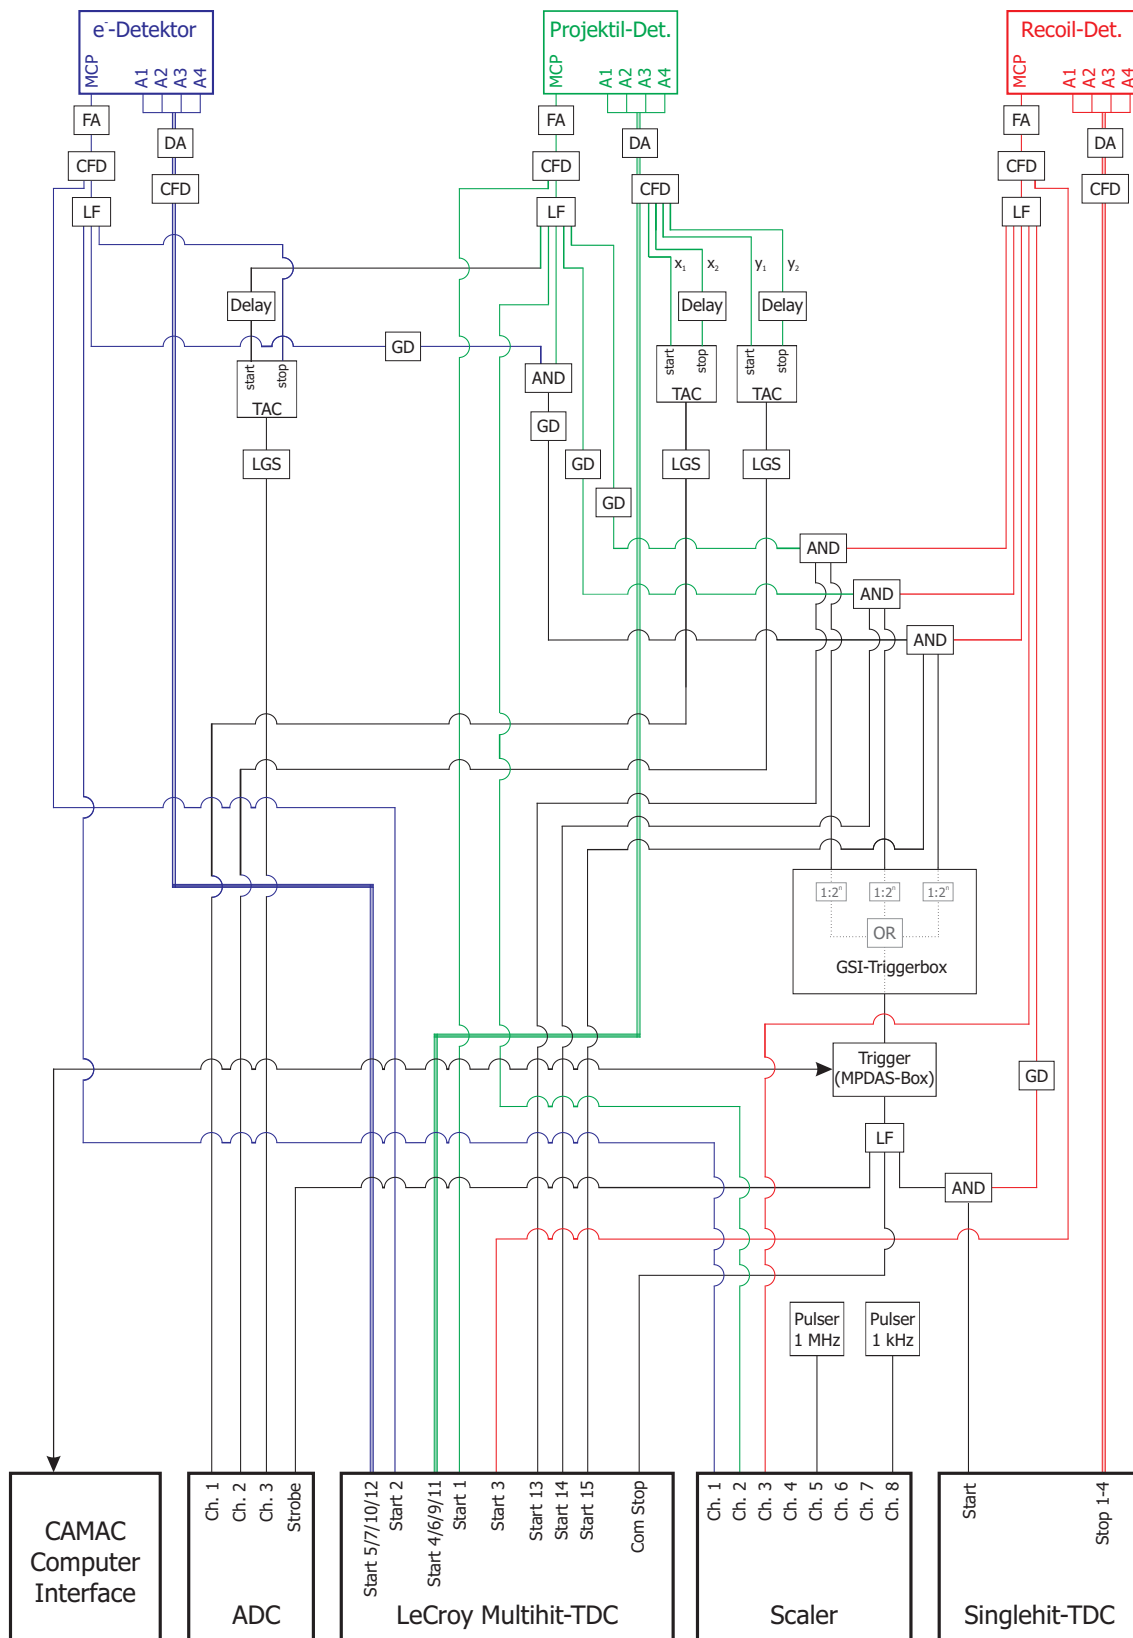 e⁻-Detektor
MCP
A1
A2
A3
A4
Projektil-Det.
MCP
A1
A2
A3
A4
Recoil-Det.
MCP
A1
A2
A3
A4
FA
DA
CFD
CFD
LF
FA
DA
CFD
CFD
LF
FA
DA
CFD
CFD
LF
x₁
x₂
y₁
y₂
Delay
Delay
Delay
GD
start
stop
TAC
AND
start
stop
TAC
start
stop
TAC
GD
LGS
GD
LGS
LGS
GD
AND
AND
AND
1:2ⁿ
1:2ⁿ
1:2ⁿ
OR
GSI-Triggerbox
Trigger
(MPDAS-Box)
GD
LF
AND
Pulser
1 MHz
Pulser
1 kHz
CAMAC
Computer
Interface
Ch. 1
Ch. 2
Ch. 3
Strobe
ADC
Start 5/7/10/12
Start 2
Start 4/6/9/11
Start 1
Start 3
Start 13
Start 14
Start 15
Com Stop
LeCroy Multihit-TDC
Ch. 1
Ch. 2
Ch. 3
Ch. 4
Ch. 5
Ch. 6
Ch. 7
Ch. 8
Scaler
Start
Stop 1-4
Singlehit-TDC